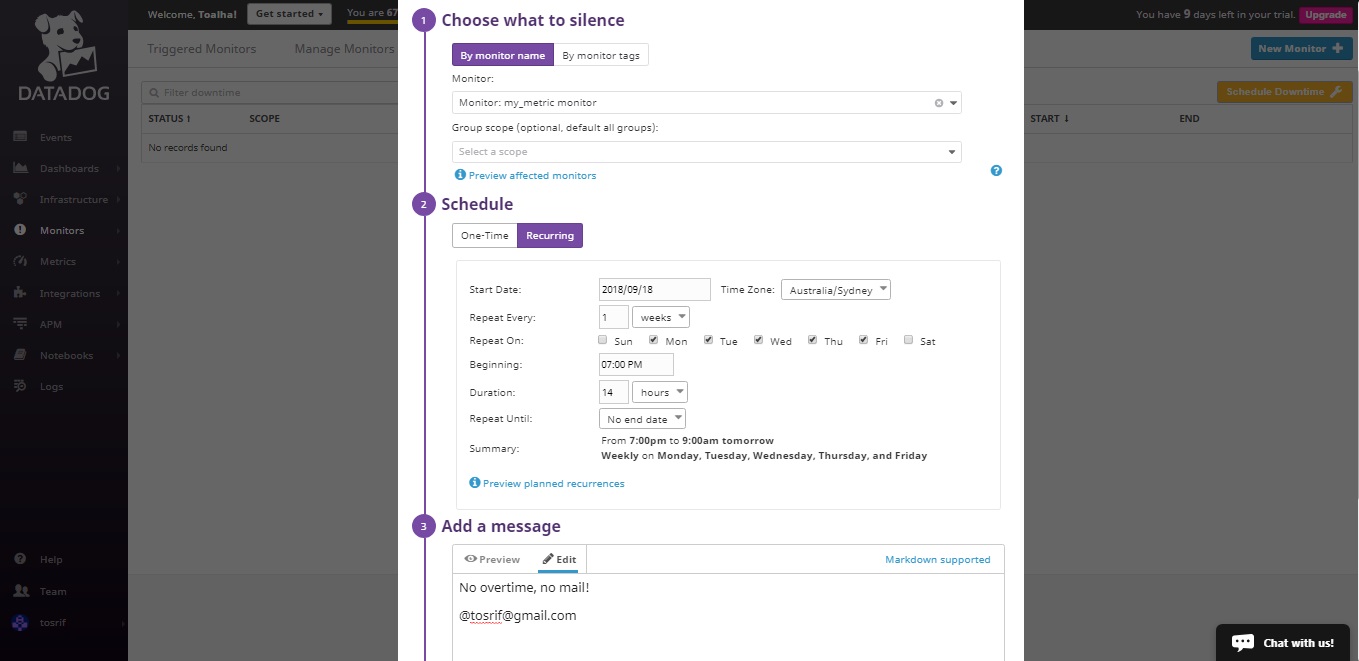 Welcome, Toalha!
Get started
You are 67
You have 9 days left in your trial.
Upgrade
DATADOG
Events
Dashboards
Infrastructure
Monitors
Metrics
Integrations
APM
Notebooks
Logs
Help
Team
tosrif
Triggered Monitors
Manage Monitors
New Monitor
Filter downtime
Schedule Downtime
STATUS
SCOPE
START
END
No records found
1
Choose what to silence
By monitor name
By monitor tags
Monitor:
Monitor: my_metric monitor
Group scope (optional, default all groups):
Select a scope
Preview affected monitors
?
2
Schedule
One-Time
Recurring
Start Date:
2018/09/18
Time Zone:
Australia/Sydney
Repeat Every:
1
weeks
Repeat On:
Sun Mon Tue Wed Thu Fri Sat
Beginning:
07:00 PM
Duration:
14
hours
Repeat Until:
No end date
Summary:
From 7:00pm to 9:00am tomorrow
Weekly on Monday, Tuesday, Wednesday, Thursday, and Friday
Preview planned recurrences
3
Add a message
Preview
Edit
Markdown supported
No overtime, no mail!
@tosrif@gmail.com
Chat with us!